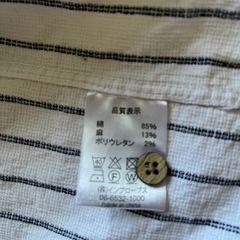 品質表示
綿 85%
麻 13%
ポリウレタン 2%
(株)インプローブス
06-6532-1000